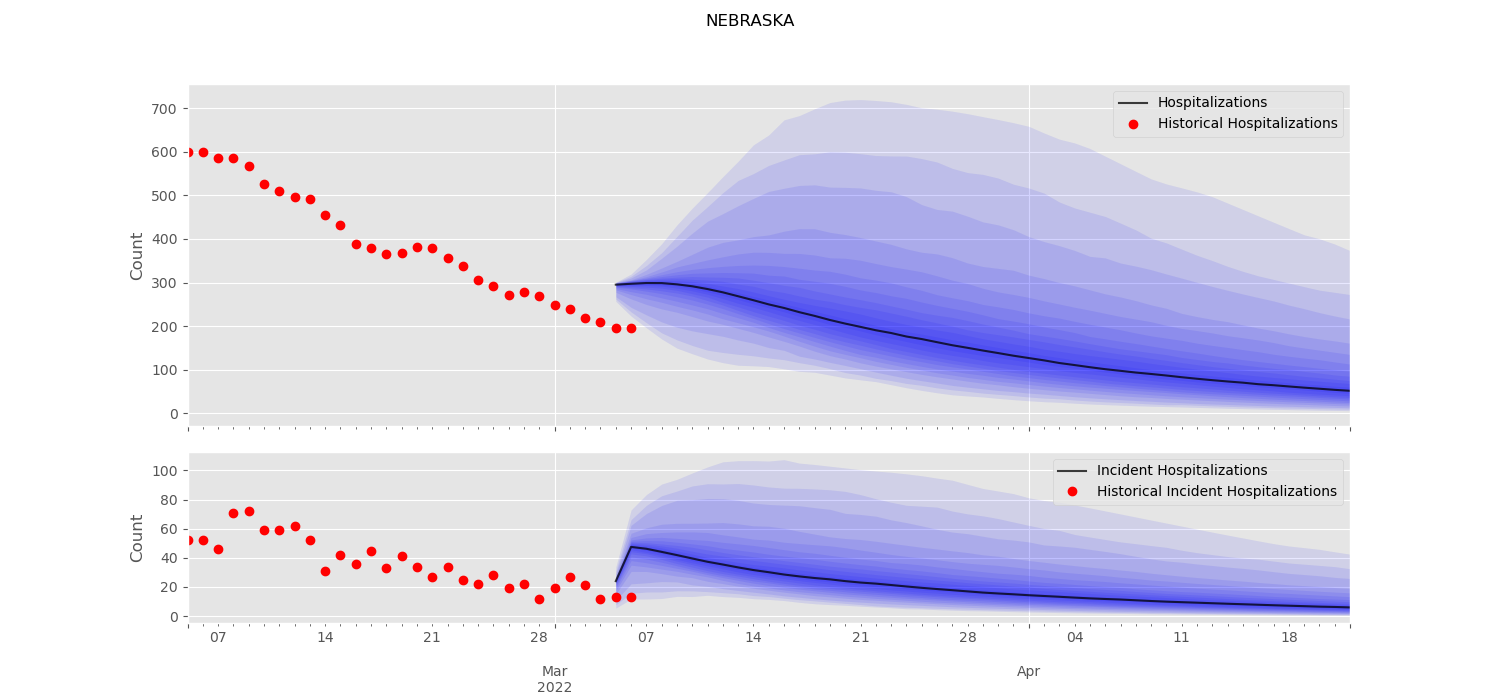 NEBRASKA
Hospitalizations
Historical Hospitalizations
700
600
500
400
300
200
100
0
Count
Incident Hospitalizations
Historical Incident Hospitalizations
100
80
60
40
20
0
Count
07 14 21 28 07 14 21 28 04 11 18
Mar Apr
2022